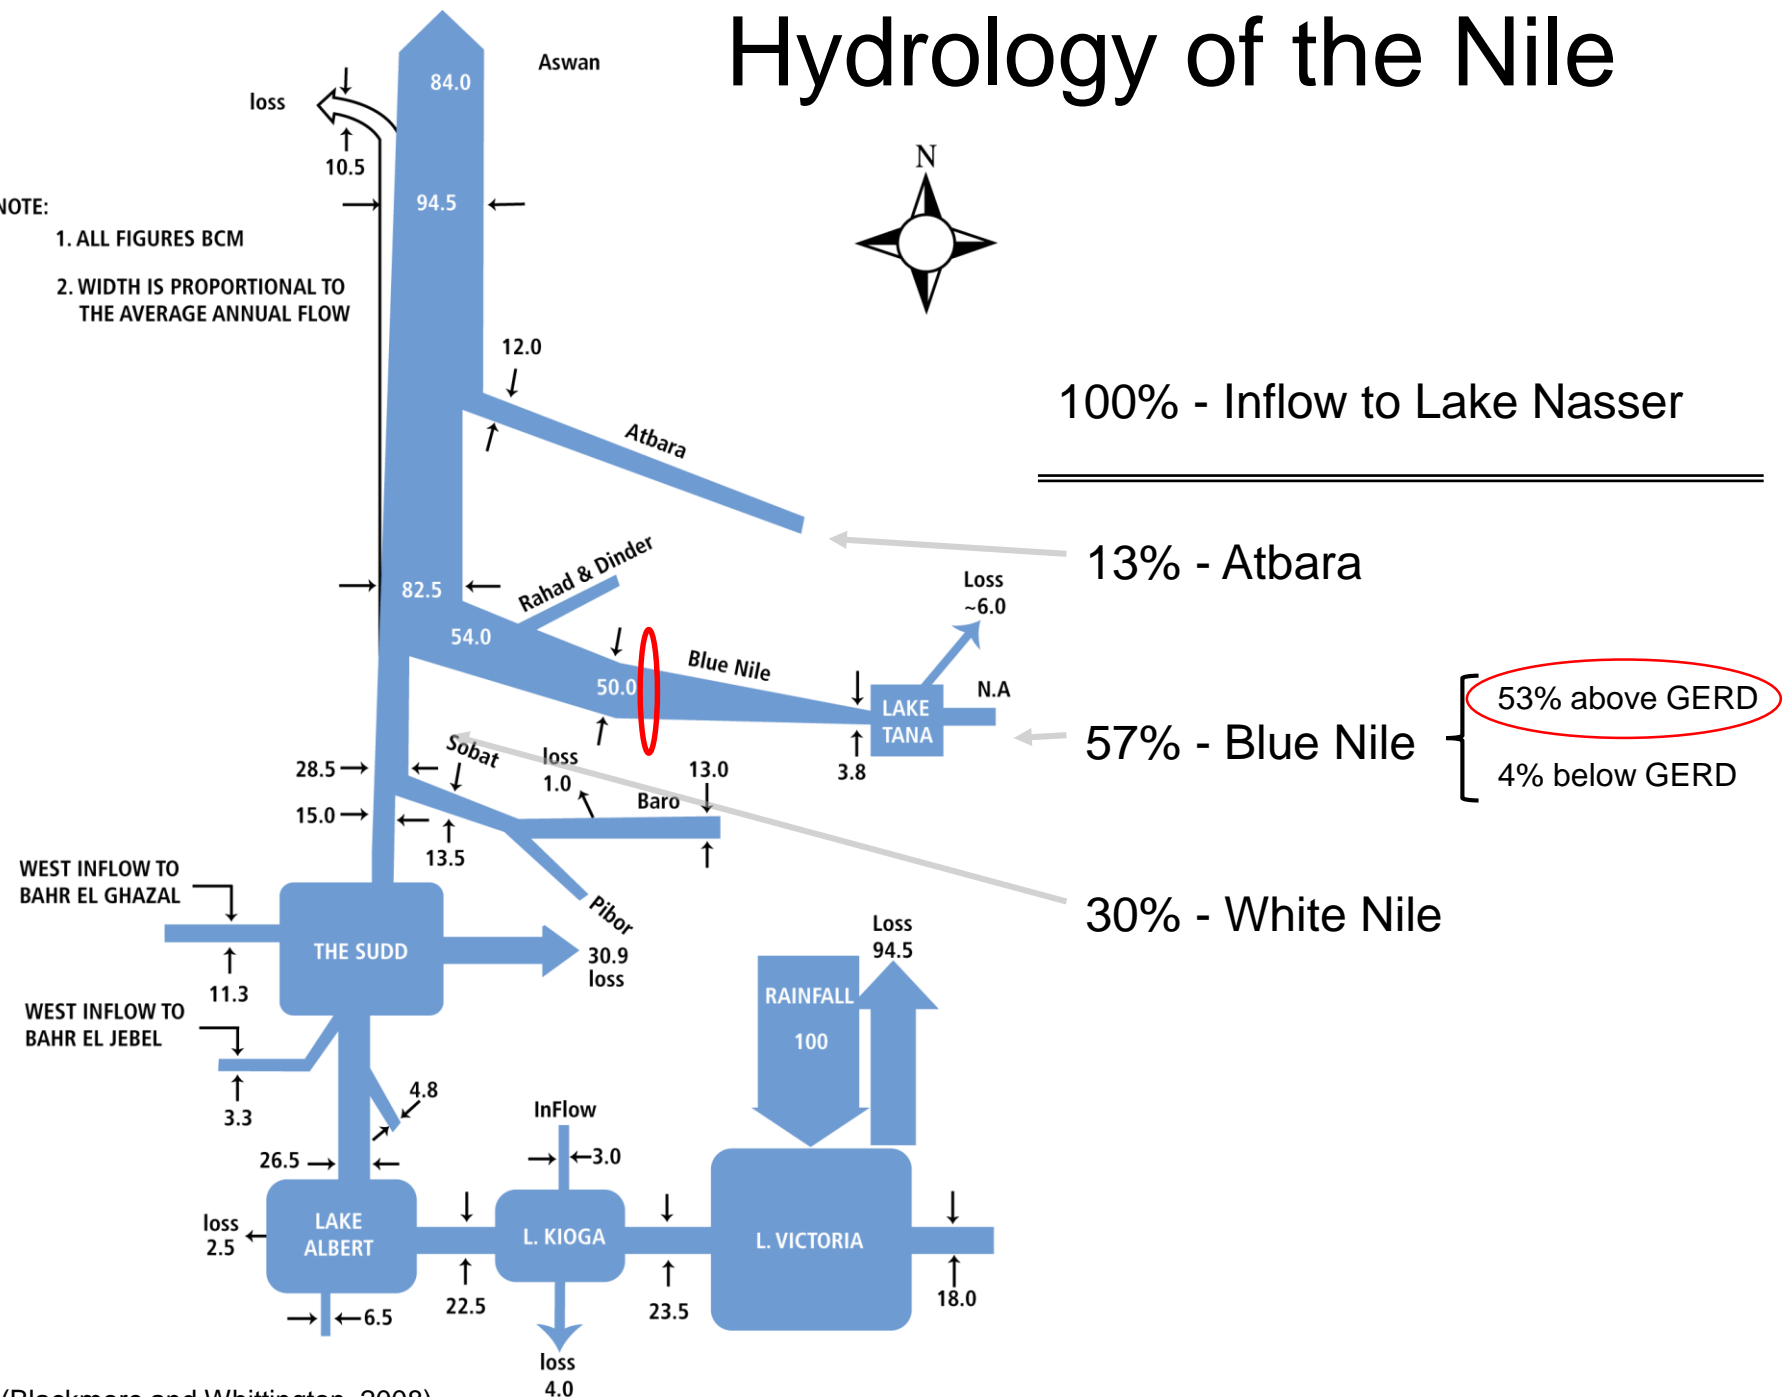 Hydrology of the Nile
Aswan
84.0
loss
10.5
94.5
N
NOTE:
1. ALL FIGURES BCM
2. WIDTH IS PROPORTIONAL TO
THE AVERAGE ANNUAL FLOW
12.0
Atbara
100% - Inflow to Lake Nasser
13% - Atbara
Rahad & Dinder
Loss
~6.0
82.5
54.0
50.0
Blue Nile
N.A
LAKE
TANA
3.8
57% - Blue Nile
53% above GERD
4% below GERD
Sobat
loss
1.0
13.0
Baro
28.5
15.0
13.5
Pibor
30% - White Nile
WEST INFLOW TO
BAHR EL GHAZAL
11.3
THE SUDD
30.9
loss
Loss
94.5
RAINFALL
100
WEST INFLOW TO
BAHR EL JEBEL
3.3
4.8
26.5
InFlow
3.0
LAKE
ALBERT
loss
2.5
6.5
22.5
L. KIOGA
23.5
L. VICTORIA
18.0
loss
4.0
(Blackmore and Whittington, 2008)